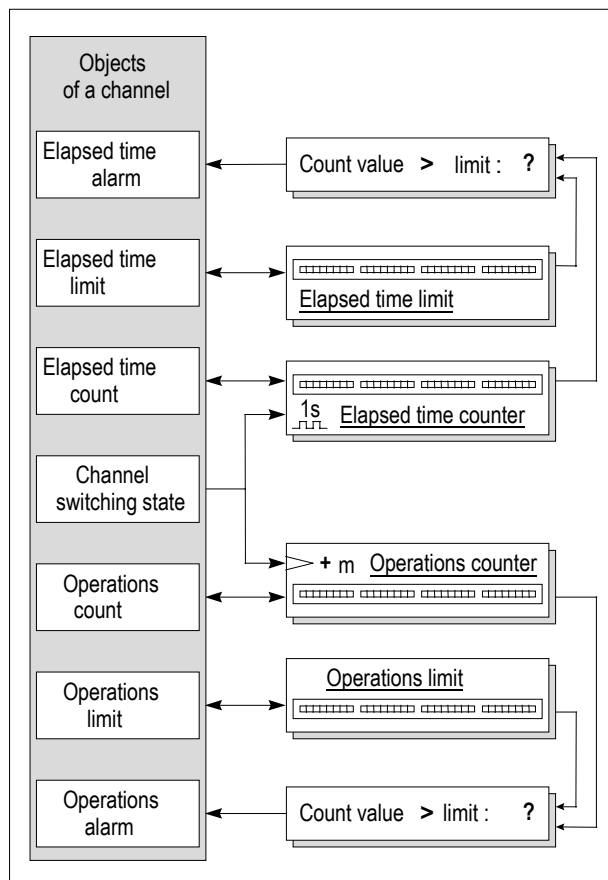 Objects
of a channel
Elapsed time
alarm
Count value > limit : ?
Elapsed time
limit
Elapsed time limit
Elapsed time
count
1s Elapsed time counter
Channel
switching state
+ m Operations counter
Operations
count
Operations
limit
Operations limit
Operations
alarm
Count value > limit : ?